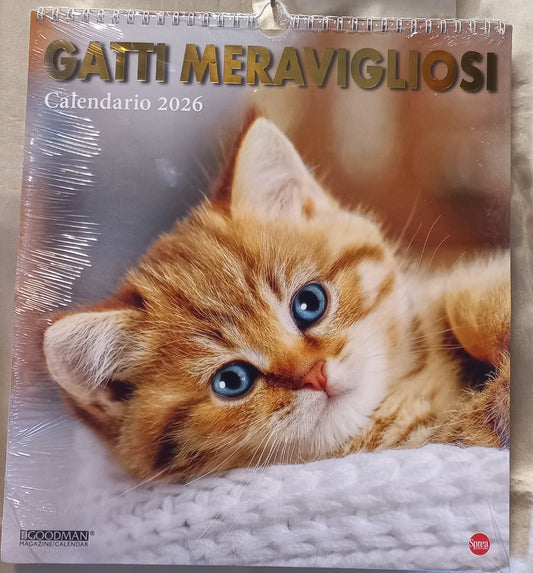 GATTI MERAVIGLIOSI
Calendario 2026
GOODMAN®
MAGAZINE/CALENDAR
Sprea